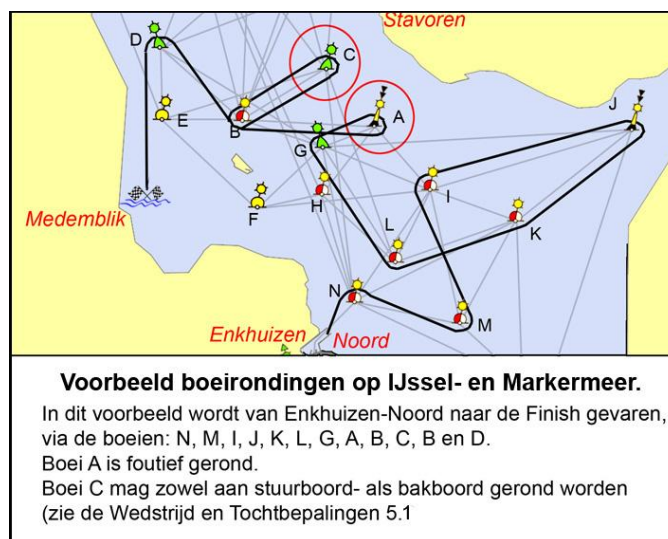 Stavoren
D
C
J
E
B
A
G
H
I
F
L
K
Medemblik
N
M
Enkhuizen
Noord
Voorbeeld boeirondingen op IJssel- en Markermeer.
In dit voorbeeld wordt van Enkhuizen-Noord naar de Finish gevaren,
via de boeien: N, M, I, J, K, L, G, A, B, C, B en D.
Boei A is foutief gerond.
Boei C mag zowel aan stuurboord- als bakboord gerond worden
(zie de Wedstrijd en Tochtbepalingen 5.1